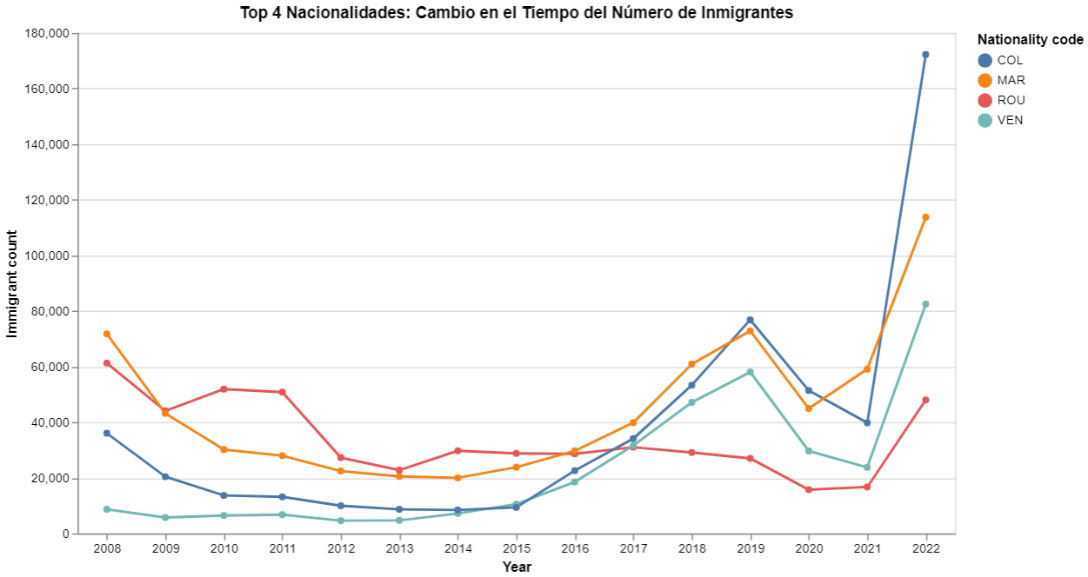 Top 4 Nacionalidades: Cambio en el Tiempo del Número de Inmigrantes
Nationality code
COL
MAR
ROU
VEN
Immigrant count
180,000
160,000
140,000
120,000
100,000
80,000
60,000
40,000
20,000
0
2008 2009 2010 2011 2012 2013 2014 2015 2016 2017 2018 2019 2020 2021 2022
Year